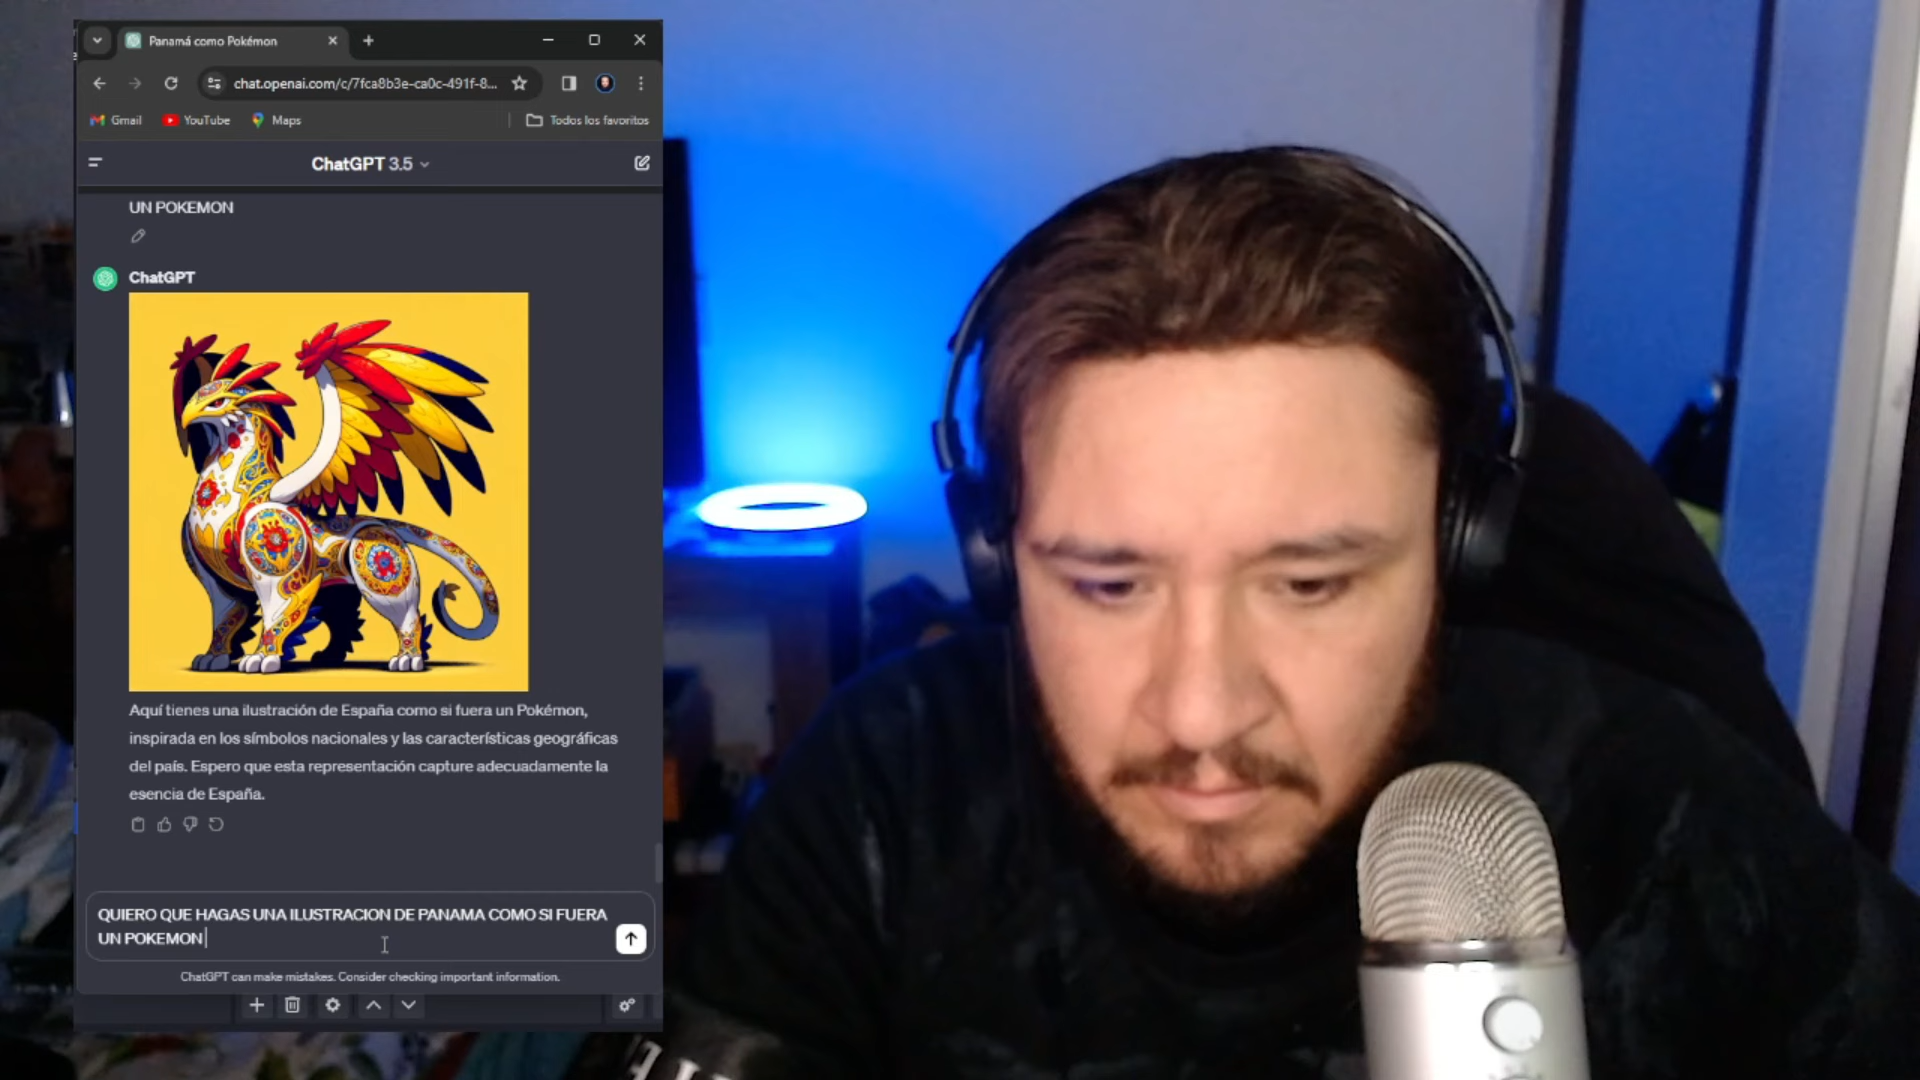 Panamá como Pokémon
chat.openai.com/c/7fca8b3e-ca0c-491f-8...
Gmail
YouTube
Maps
Todos los favoritos
ChatGPT 3.5
UN POKEMON
ChatGPT
Aquí tienes una ilustración de España como si fuera un Pokémon,
inspirada en los símbolos nacionales y las características geográficas
del país. Espero que esta representación capture adecuadamente la
esencia de España.
QUIERO QUE HAGAS UNA ILUSTRACION DE PANAMA COMO SI FUERA
UN POKEMON
ChatGPT can make mistakes. Consider checking important information.